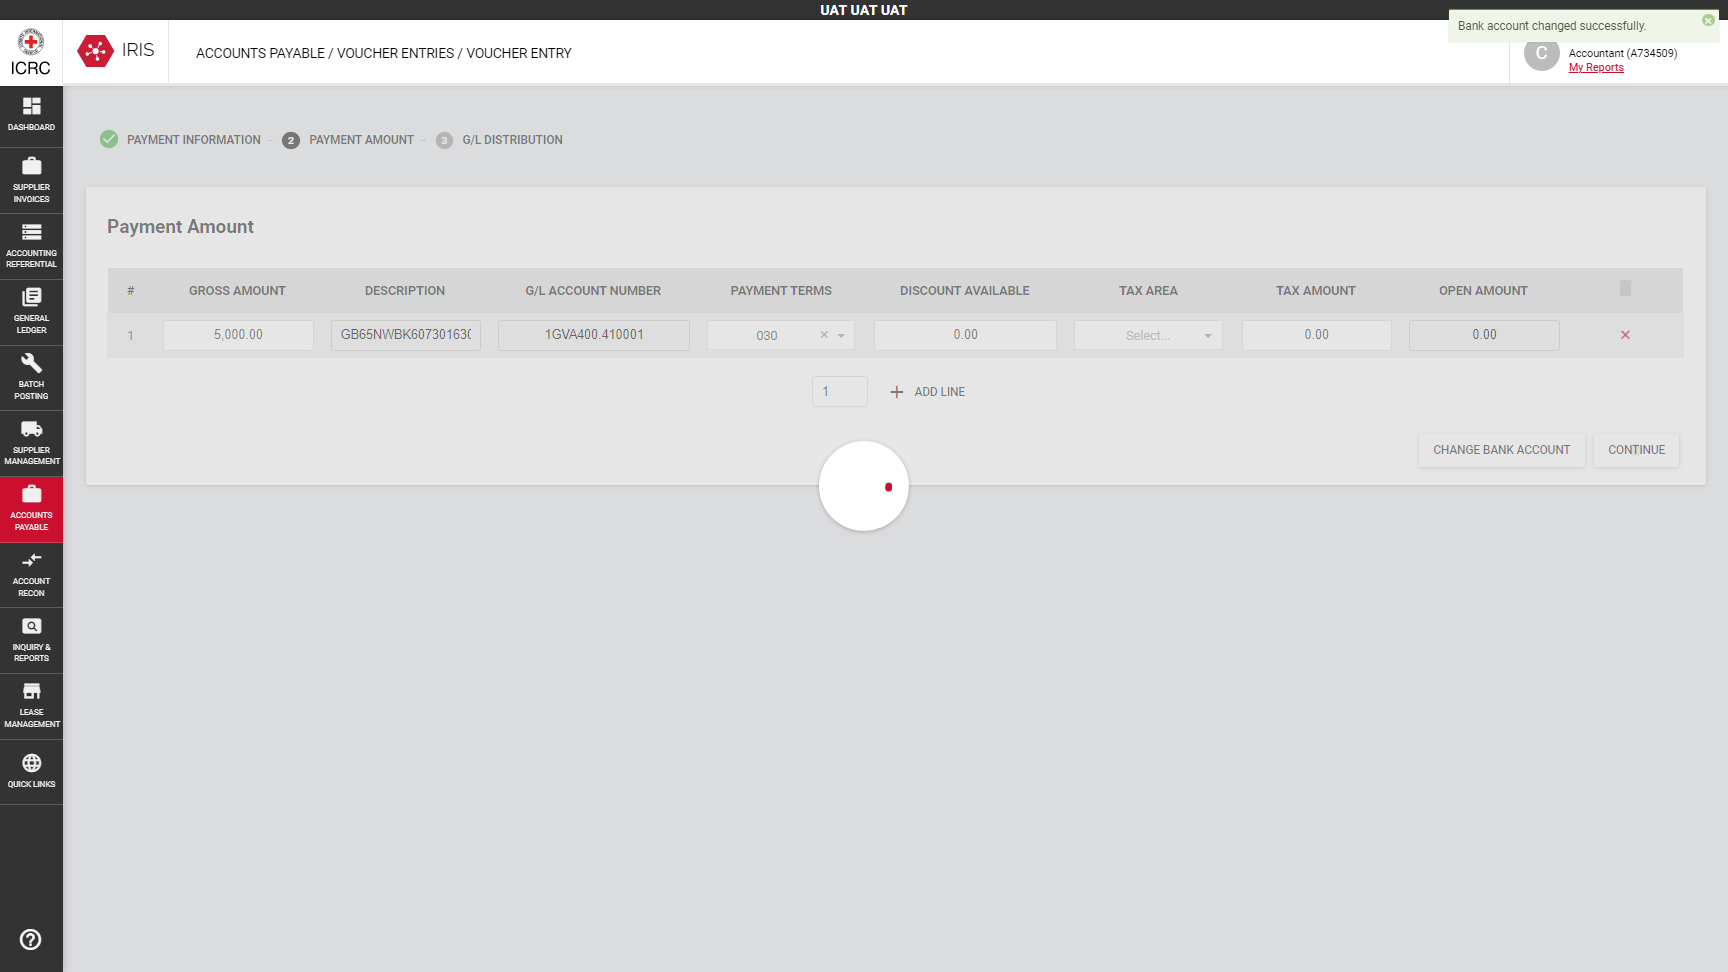 UAT UAT UAT
Bank account changed successfully.
ICRC
IRIS
ACCOUNTS PAYABLE / VOUCHER ENTRIES / VOUCHER ENTRY
C
Accountant (A734509)
My Reports
DASHBOARD
SUPPLIER
INVOICES
ACCOUNTING
REFERENTIAL
GENERAL
LEDGER
BATCH
POSTING
SUPPLIER
MANAGEMENT
ACCOUNTS
PAYABLE
ACCOUNT
RECON
INQUIRY &
REPORTS
LEASE
MANAGEMENT
QUICK LINKS
PAYMENT INFORMATION - 2 PAYMENT AMOUNT - 3 G/L DISTRIBUTION
Payment Amount
# GROSS AMOUNT DESCRIPTION G/L ACCOUNT NUMBER PAYMENT TERMS DISCOUNT AVAILABLE TAX AREA TAX AMOUNT OPEN AMOUNT
1 5,000.00 GB65NWBK60730163( 1GVA400.410001 030 × 0.00 Select... 0.00 0.00 ×
1 + ADD LINE
CHANGE BANK ACCOUNT CONTINUE